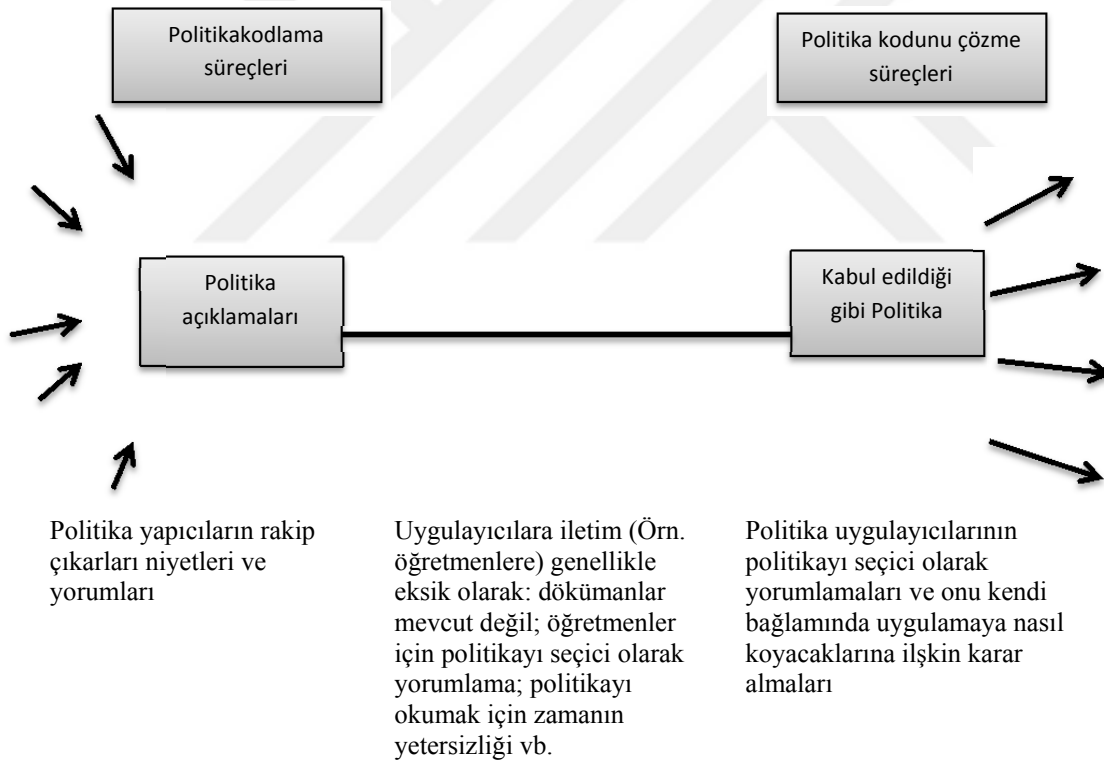 Politikakodlama
süreçleri
Politika kodunu çözme
süreçleri
Politika
açıklamaları
Kabul edildiği
gibi Politika
Politika yapıcıların rakip
çıkarları niyetleri ve
yorumları
Uygulayıcılara iletim (Örn.
öğretmenlere) genellikle
eksik olarak: dökümanlar
mevcut değil; öğretmenler
için politikayı seçici olarak
yorumlama; politikayı
okumak için zamanın
yetersizliği vb.
Politika uygulayıcılarının
politikayı seçici olarak
yorumlamaları ve onu kendi
bağlamında uygulamaya nasıl
koyacaklarına ilşkin karar
almaları